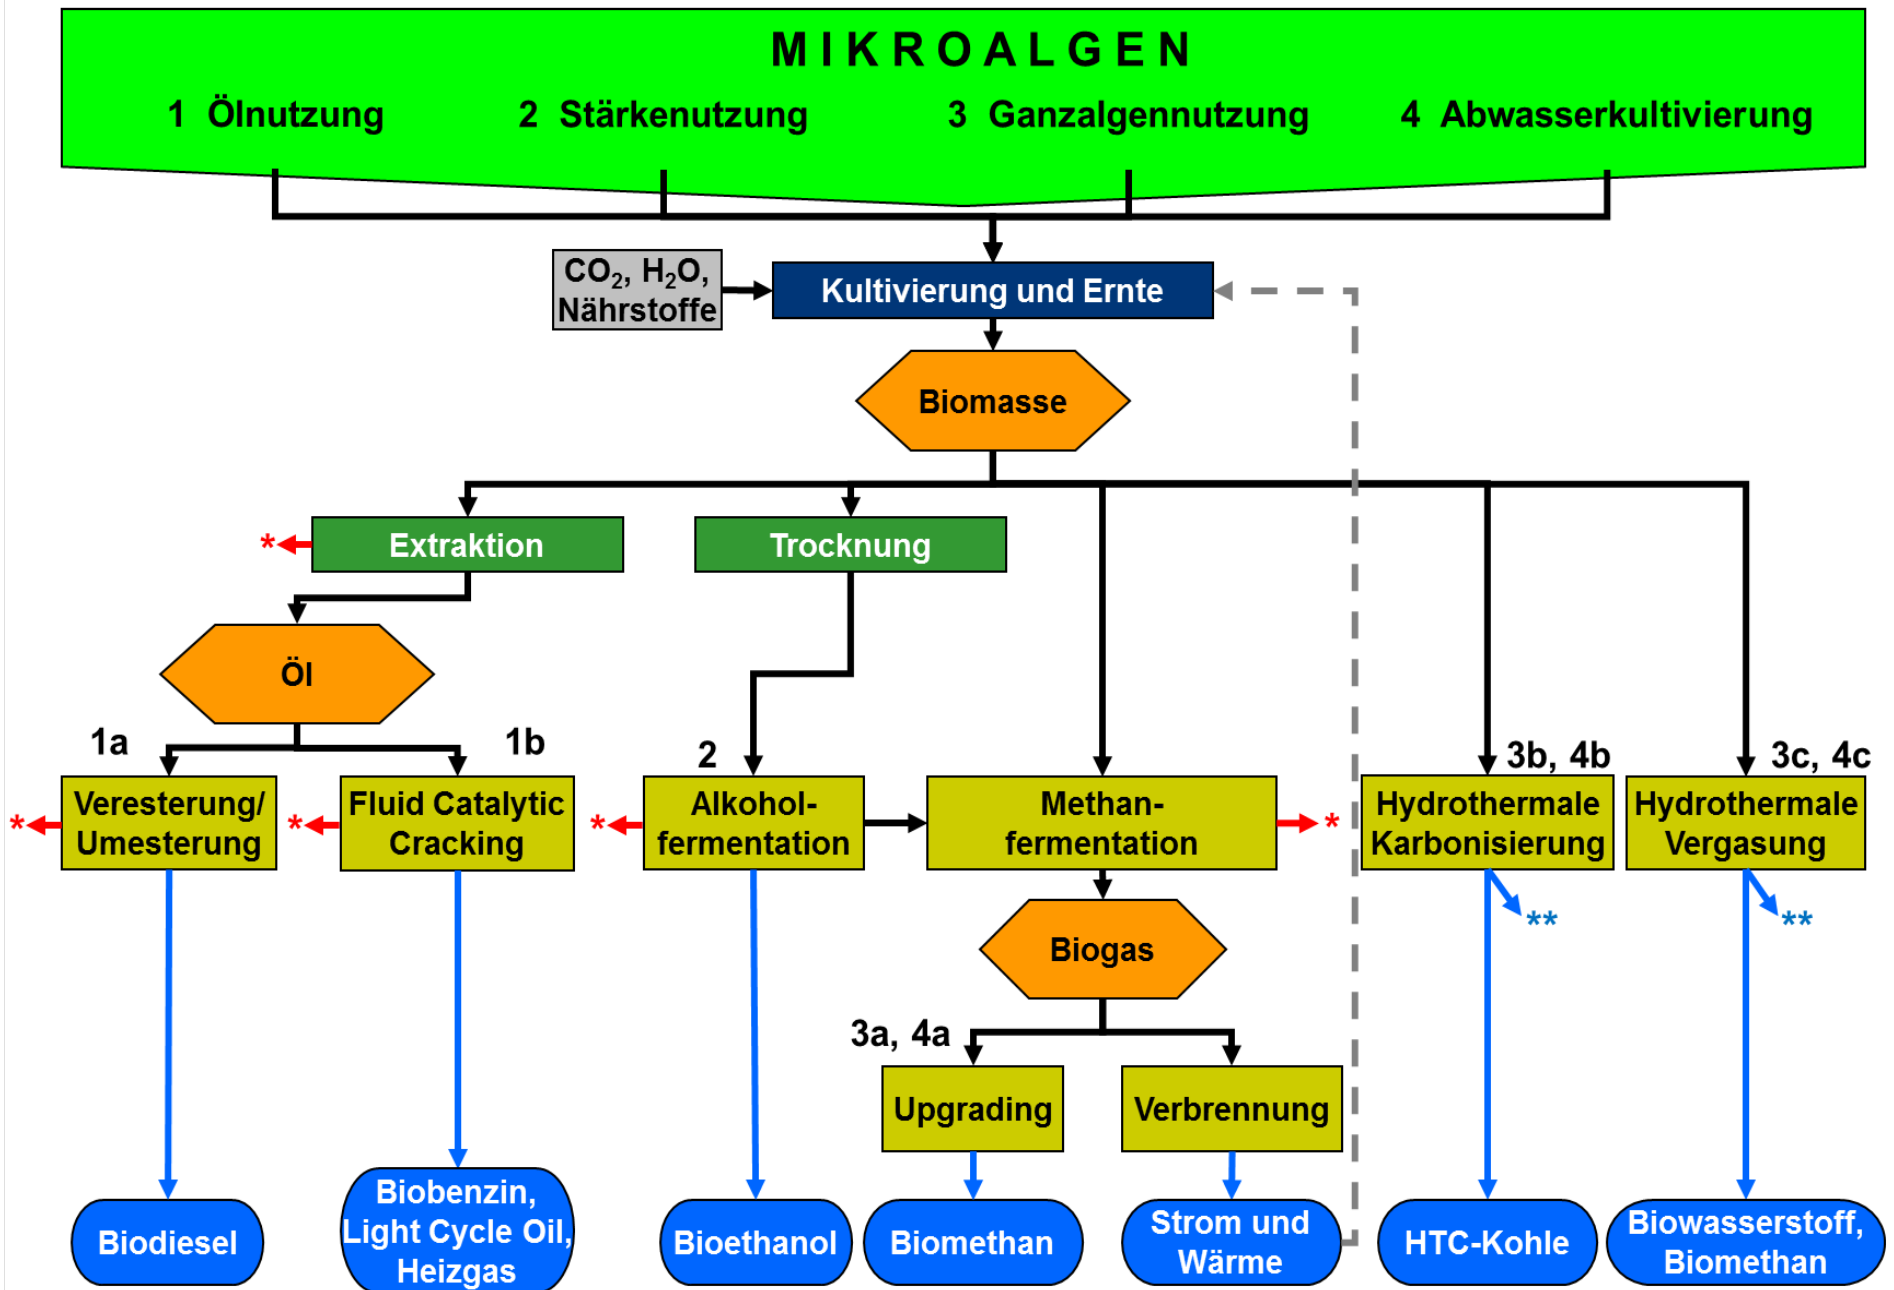 MIKROALGEN
1 Ölnutzung
2 Stärkenutzung
3 Ganzalgennutzung
4 Abwasserkultivierung
CO₂, H₂O,
Nährstoffe
Kultivierung und Ernte
Biomasse
*
Extraktion
Trocknung
Öl
1a
1b
2
3b, 4b
3c, 4c
*
Veresterung/
Umesterung
*
Fluid Catalytic
Cracking
*
Alkohol-
fermentation
Methan-
fermentation
*
Hydrothermale
Karbonisierung
Hydrothermale
Vergasung
**
**
Biogas
3a, 4a
Upgrading
Verbrennung
Biodiesel
Biobenzin,
Light Cycle Oil,
Heizgas
Bioethanol
Biomethan
Strom und
Wärme
HTC-Kohle
Biowasserstoff,
Biomethan